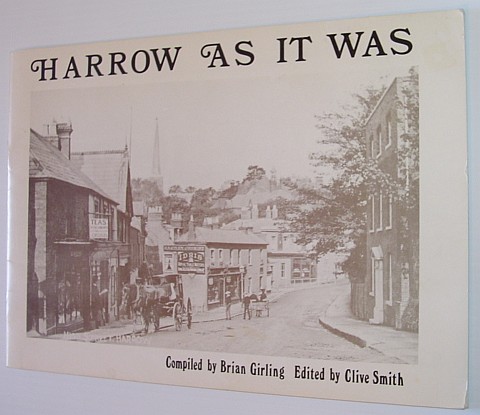 HARROW AS IT WAS
Compiled by Brian Girling Edited by Clive Smith